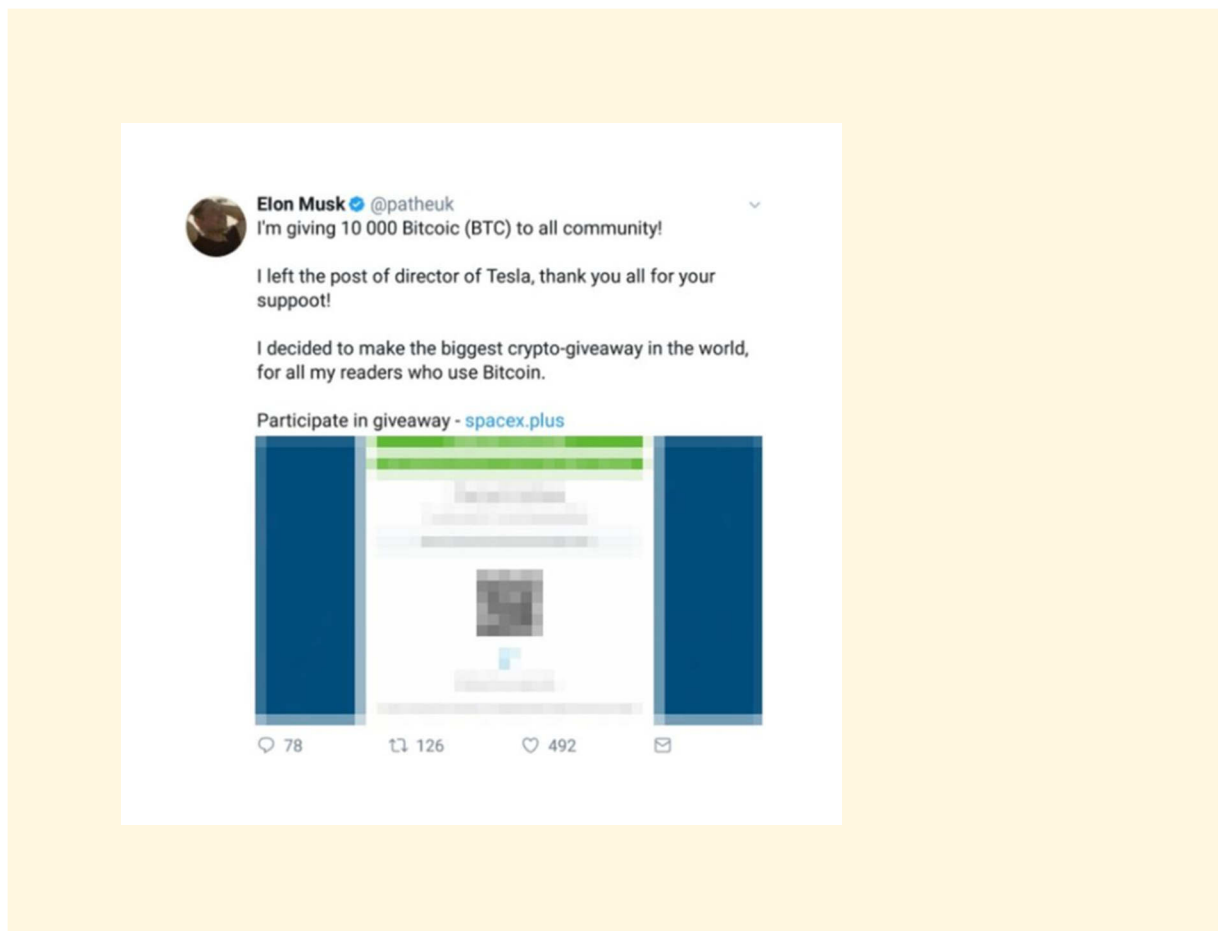 Elon Musk @patheuk
I'm giving 10 000 Bitcoic (BTC) to all community!
I left the post of director of Tesla, thank you all for your
suppoot!
I decided to make the biggest crypto-giveaway in the world,
for all my readers who use Bitcoin.
Participate in giveaway - spacex.plus
78 126 492